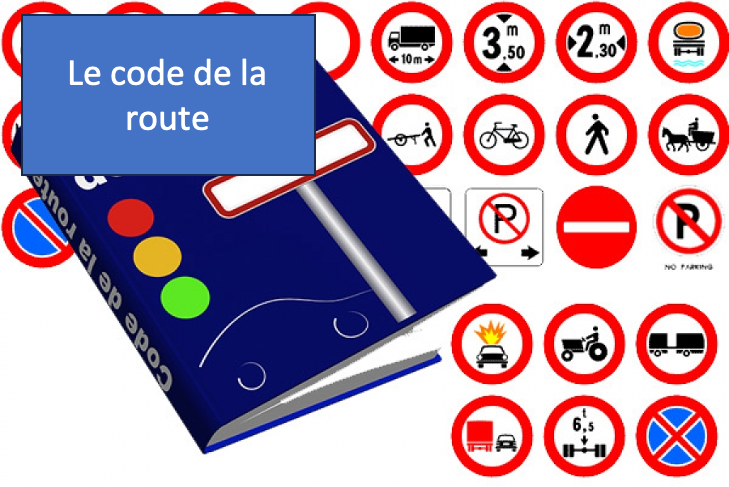 Le code de la
route
10 m
3 m
,50
2 m
,30
P
P
NO PARKING
t
6,5
Code de la route